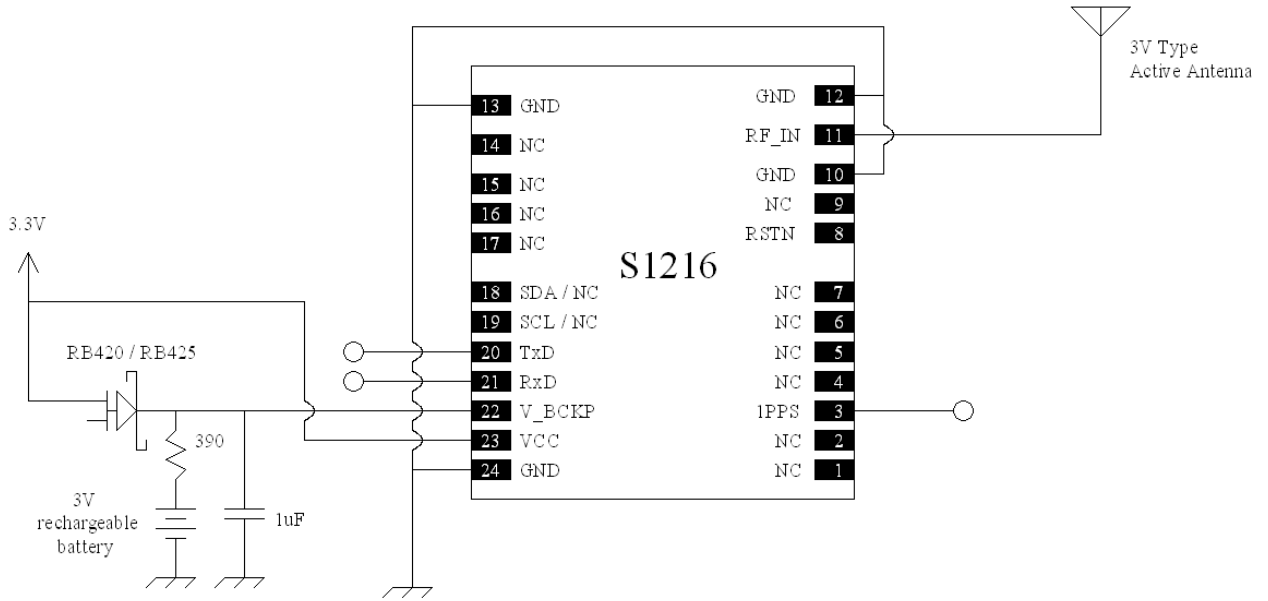 3V Type
Active Antenna
13 GND
GND 12
14 NC
RF_IN 11
15 NC
GND 10
16 NC
NC 9
17 NC
RSTN 8
3.3V
S1216
18 SDA / NC
NC 7
19 SCL / NC
NC 6
RB420 / RB425
20 TxD
NC 5
21 RxD
NC 4
22 V_BCKP
1PPS 3
390
23 VCC
NC 2
24 GND
NC 1
3V
rechargeable
battery
1uF